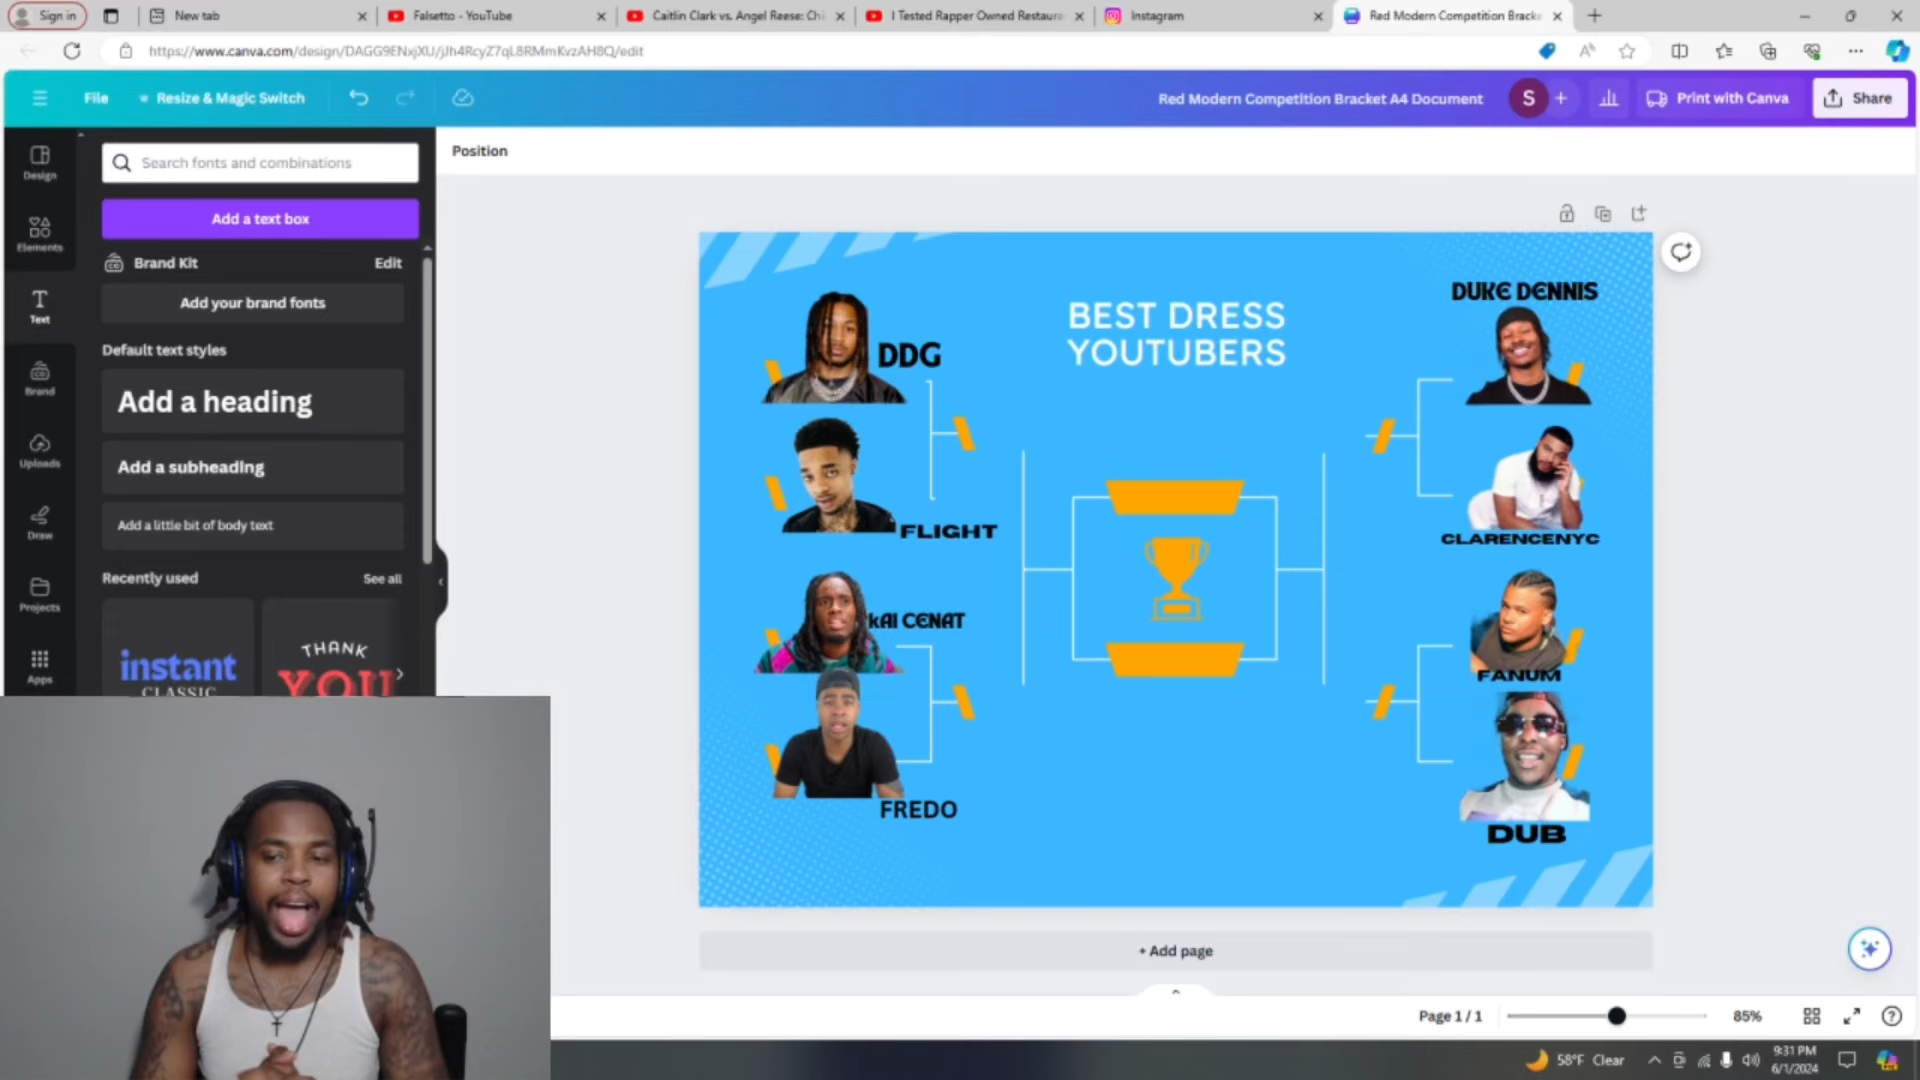 Sign in
New tab
Falsetto - YouTube
Caitlin Clark vs. Angel Reese: Chi
I Tested Rapper Owned Restaura
Instagram
Red Modern Competition Bracke
https://www.canva.com/design/DAGG9ENxjXU/jJh4RcyZ7qL8RMmKvzAH8Q/edit
File
Resize & Magic Switch
Red Modern Competition Bracket A4 Document
S
Print with Canva
Share
Design
Elements
Text
Brand
Uploads
Draw
Projects
Apps
Search fonts and combinations
Add a text box
Brand Kit
Edit
Add your brand fonts
Default text styles
Add a heading
Add a subheading
Add a little bit of body text
Recently used
See all
instant
CLASSIC
THANK
YOU
Position
BEST DRESS
YOUTUBERS
DDG
FLIGHT
KAI CENAT
FREDO
DUKE DENNIS
CLARENCENYC
FANUM
DUB
+ Add page
Page 1 / 1
85%
58°F Clear
9:31 PM
6/1/2024